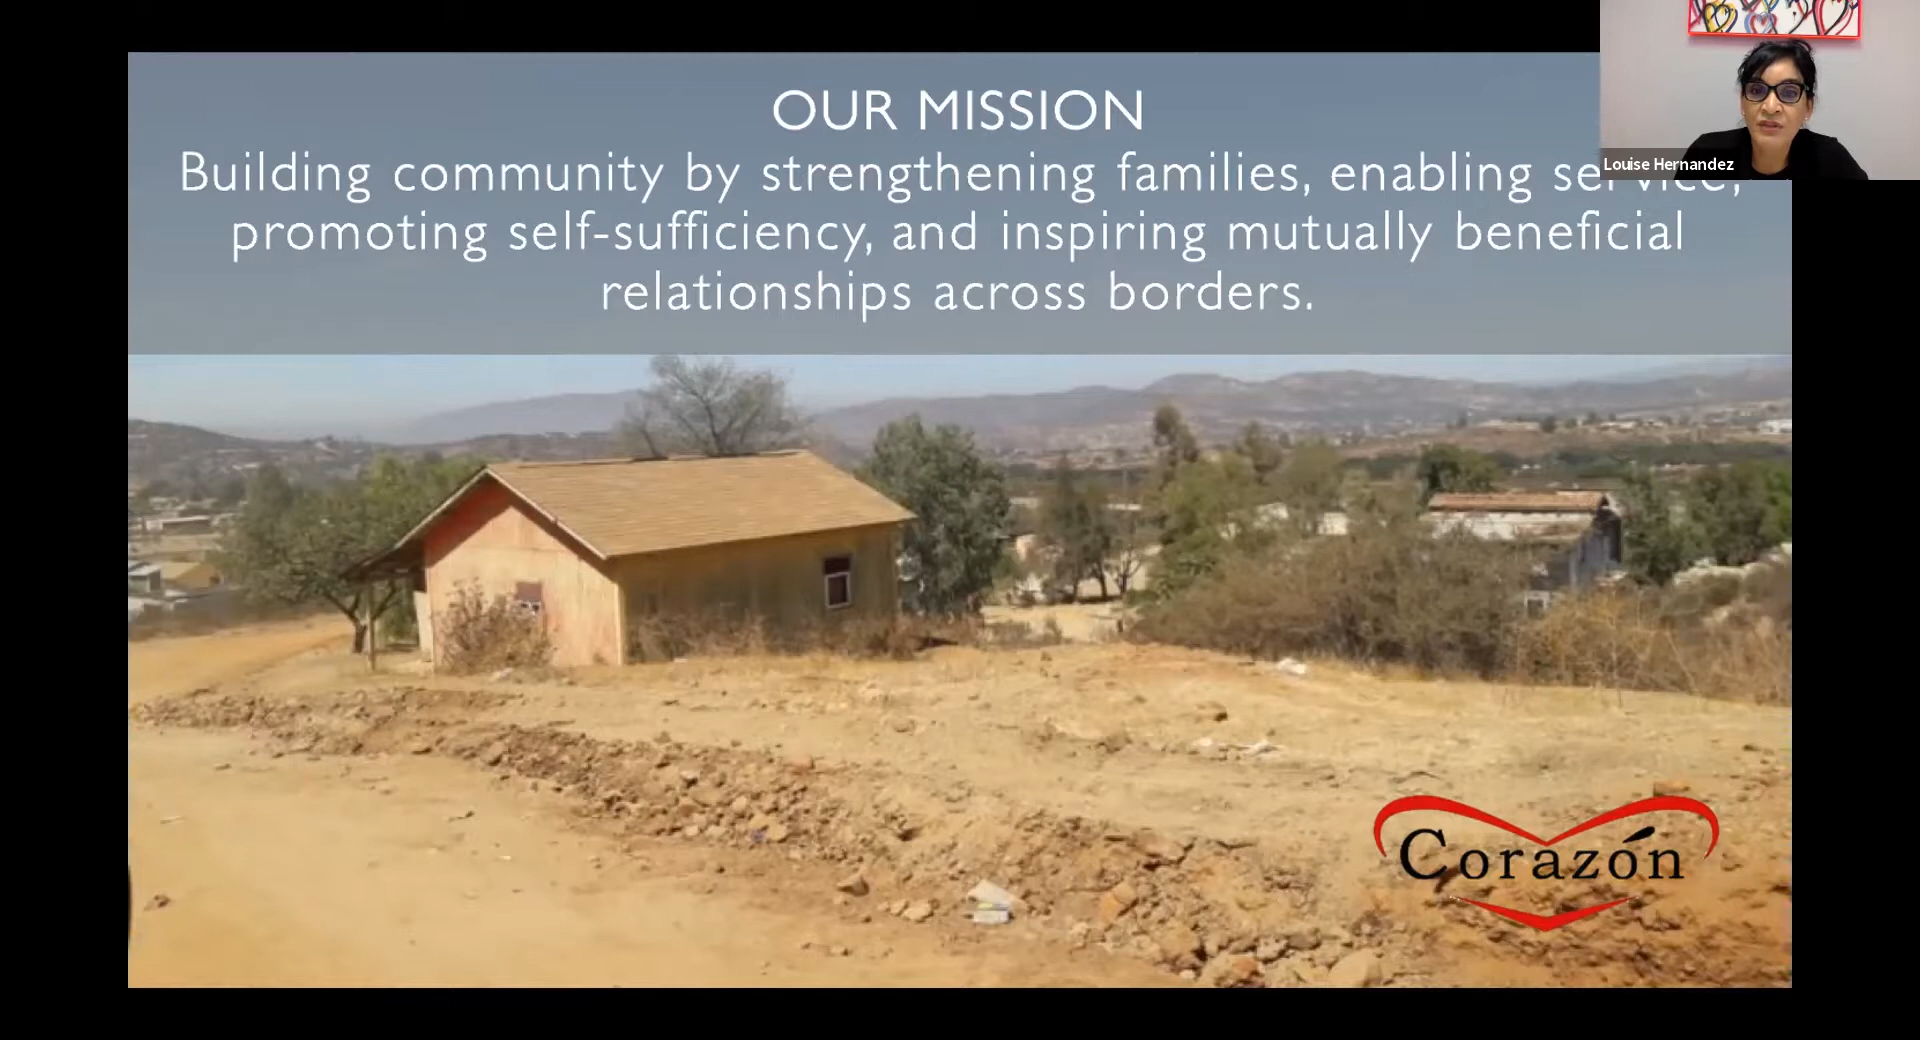 OUR MISSION
Building community by strengthening families, enabling service,
promoting self-sufficiency, and inspiring mutually beneficial
relationships across borders.
Louise Hernandez
Corazón